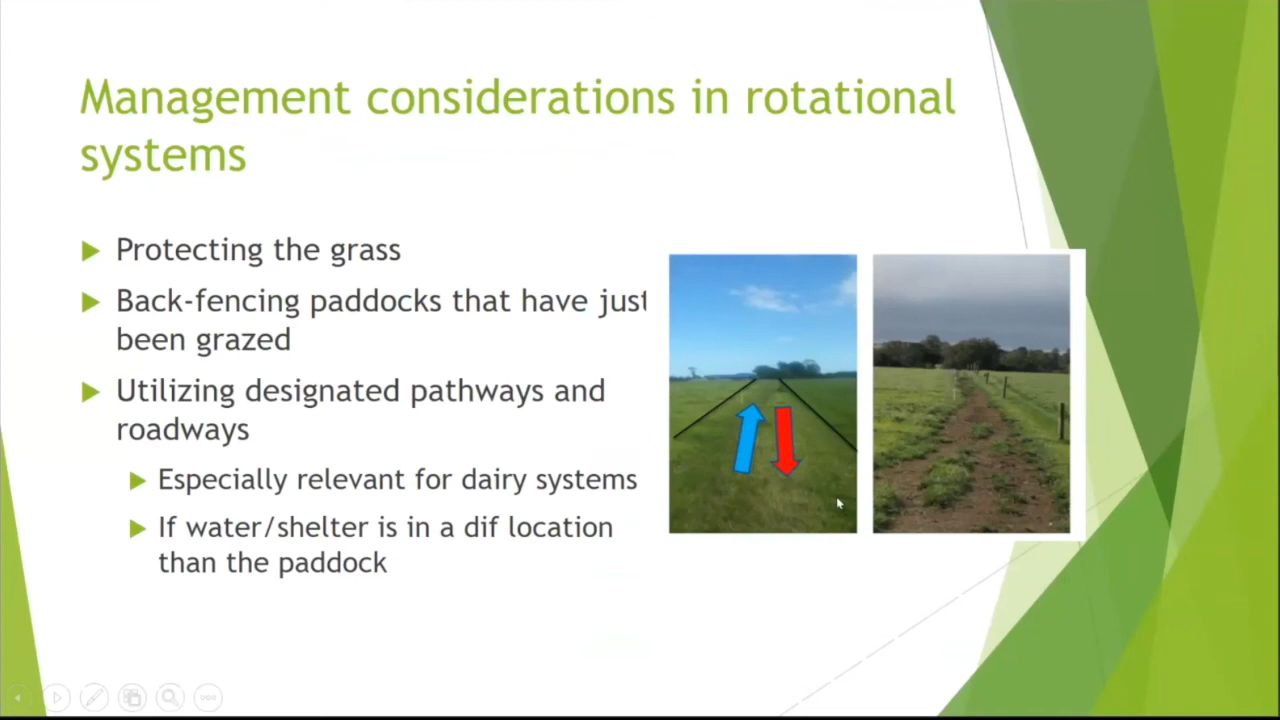 Management considerations in rotational
systems
Protecting the grass
Back-fencing paddocks that have just
been grazed
Utilizing designated pathways and
roadways
Especially relevant for dairy systems
If water/shelter is in a dif location
than the paddock